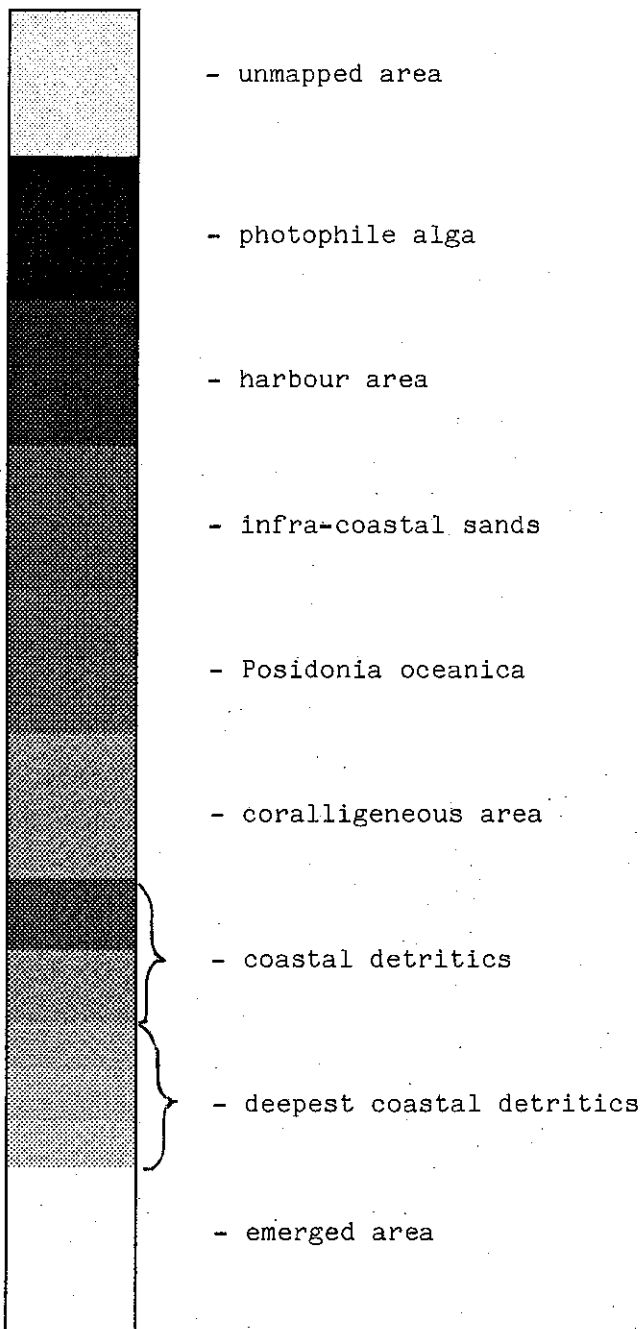 - unmapped area
- photophile alga
- harbour area
- infra-coastal sands
- Posidonia oceanica
- coralligeneous area
- coastal detritics
- deepest coastal detritics
- emerged area